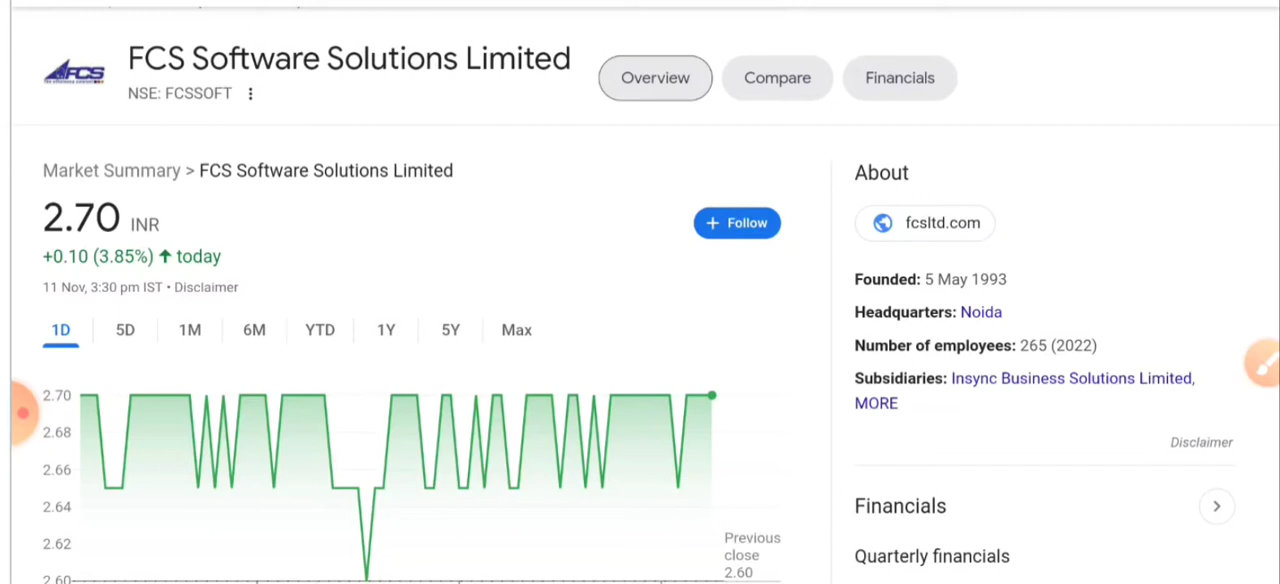 FCS
FCS Software Solutions Limited
NSE: FCSSOFT
Overview
Compare
Financials
Market Summary > FCS Software Solutions Limited
2.70 INR
+ Follow
+0.10 (3.85%) ↑ today
11 Nov, 3:30 pm IST • Disclaimer
1D 5D 1M 6M YTD 1Y 5Y Max
2.70
2.68
2.66
2.64
2.62
2.60
Previous
close
2.60
About
fcsltd.com
Founded: 5 May 1993
Headquarters: Noida
Number of employees: 265 (2022)
Subsidiaries: Insync Business Solutions Limited,
MORE
Disclaimer
Financials
Quarterly financials